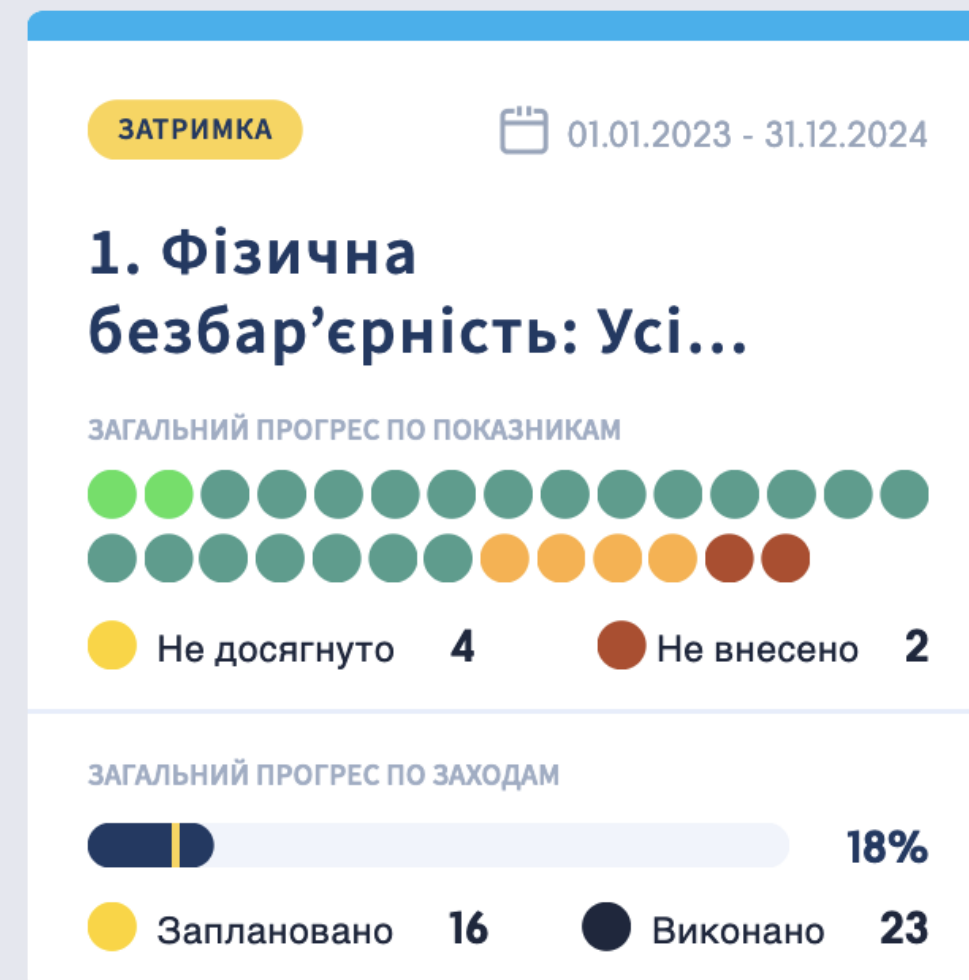 ЗАТРИМКА
01.01.2023 - 31.12.2024
1. Фізична
безбар’єрність: Усі...
ЗАГАЛЬНИЙ ПРОГРЕС ПО ПОКАЗНИКАМ
Не досягнуто 4 Не внесено 2
ЗАГАЛЬНИЙ ПРОГРЕС ПО ЗАХОДАМ
18%
Заплановано 16 Виконано 23